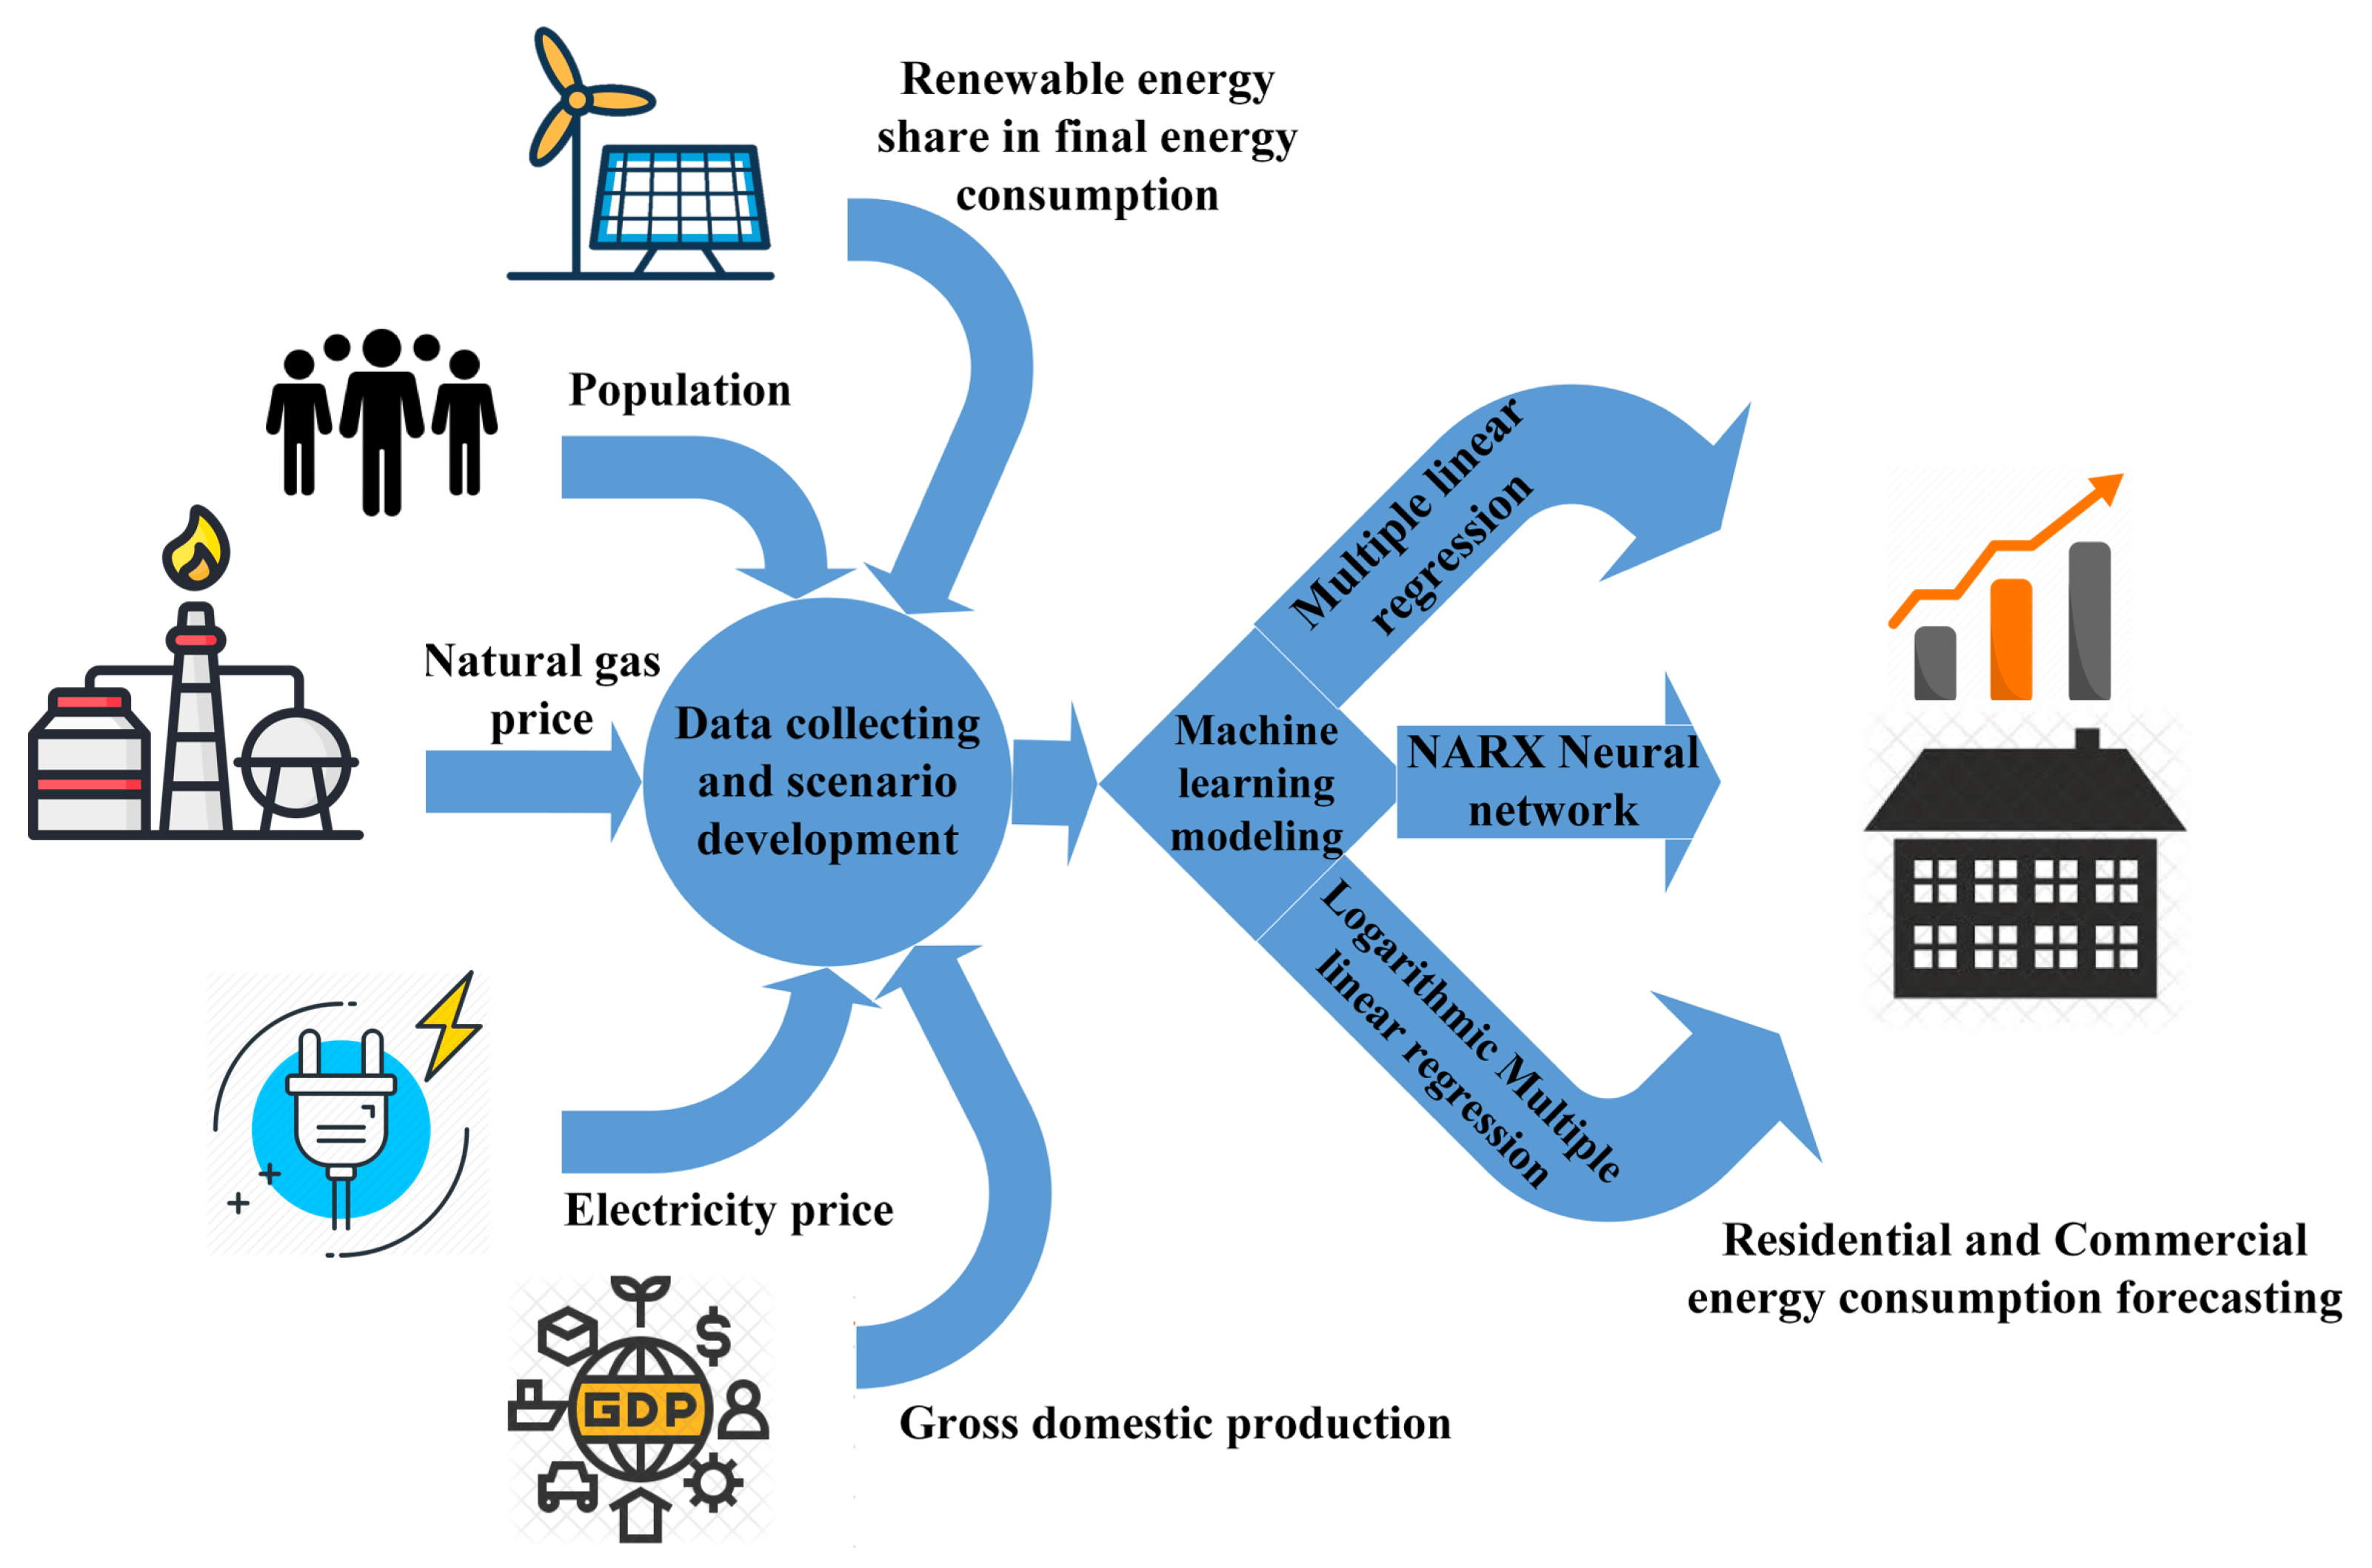 Renewable energy
share in final energy
consumption
Population
Natural gas
price
Data collecting
and scenario
development
Electricity price
GDP
Gross domestic production
Machine
learning
modeling
Multiple linear
regression
NARX Neural
network
Logarithmic Multiple
linear regression
Residential and Commercial
energy consumption forecasting